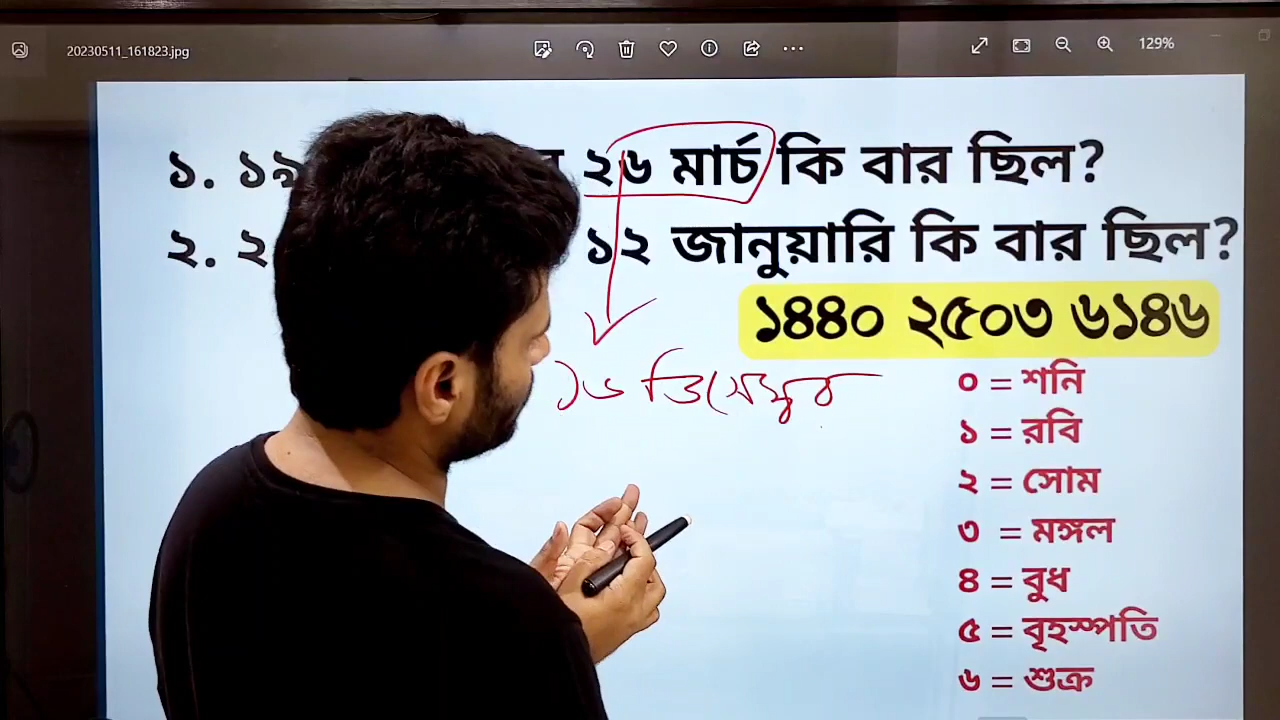 20230511_161823.jpg
129%
১. ১৯ ২৬ মার্চ কি বার ছিল?
২. ২ ১২ জানুয়ারি কি বার ছিল?
১৪৪০ ২৫০৩ ৬১৪৬
১৬ ডিসেম্বর
০ = শনি
১ = রবি
২ = সোম
৩ = মঙ্গল
৪ = বুধ
৫ = বৃহস্পতি
৬ = শুক্র